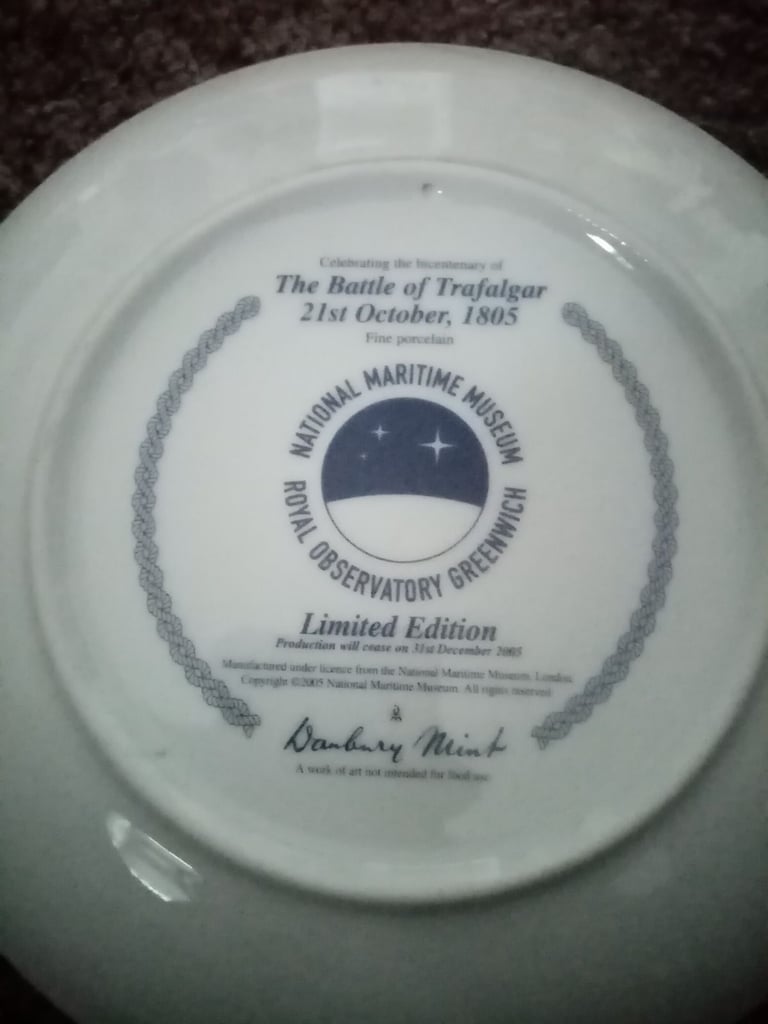 Celebrating the bicentenary of
The Battle of Trafalgar
21st October, 1805
Fine porcelain
NATIONAL MARITIME MUSEUM
ROYAL OBSERVATORY GREENWICH
Limited Edition
Production will cease on 31st December 2005
Manufactured under licence from the National Maritime Museum, London.
Copyright ©2005 National Maritime Museum. All rights reserved
Danbury Mint
A work of art not intended for food use